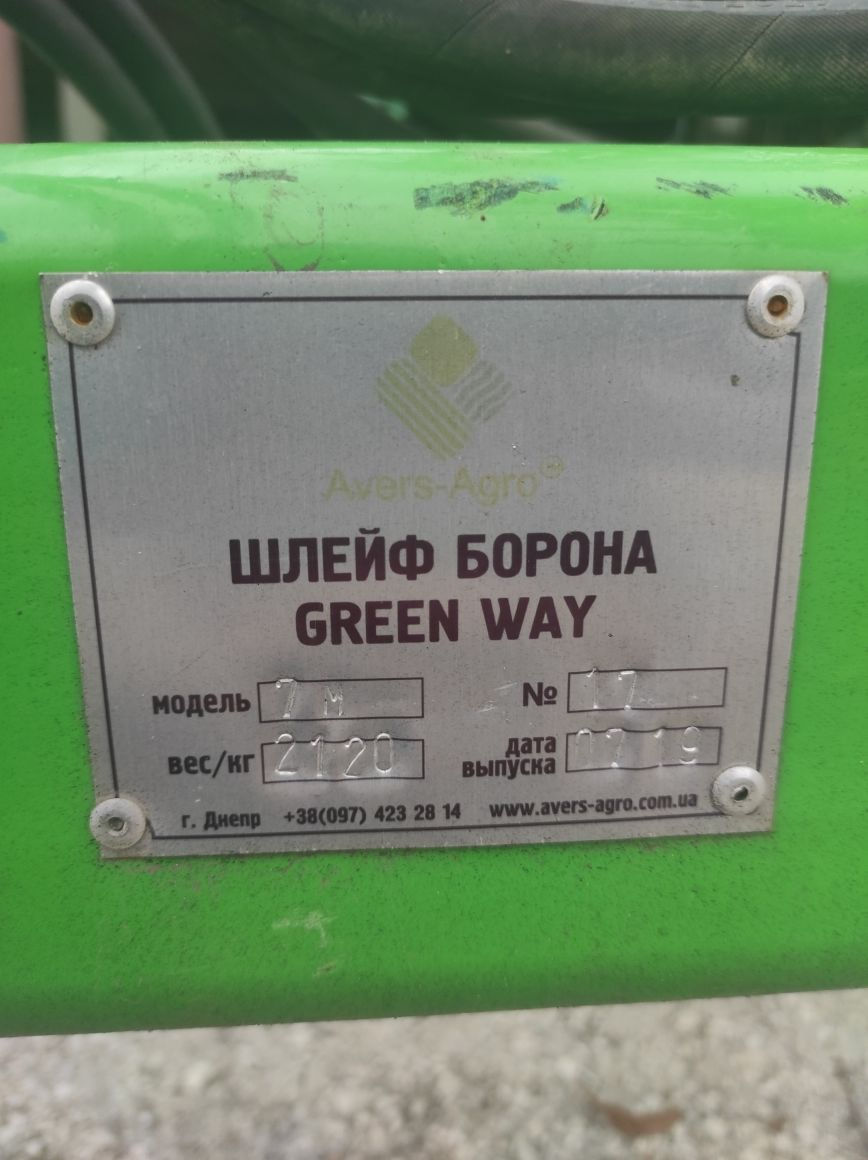 Avers-Agro
ШЛЕЙФ БОРОНА
GREEN WAY
модель 7 М № 17
вес/кг 2120 дата выпуска 07 19
г. Днепр +38(097) 423 28 14 www.avers-agro.com.ua